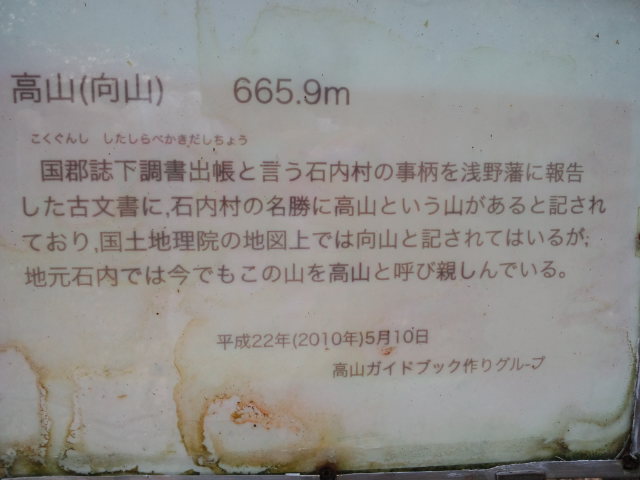 高山(向山) 665.9m
こくぐんし したしらべかきだしちょう
国郡誌下調書出帳と言う石内村の事柄を浅野藩に報告
した古文書に,石内村の名勝に高山という山があると記され
ており,国土地理院の地図上では向山と記されてはいるが,
地元石内では今でもこの山を高山と呼び親しんでいる。
平成22年(2010年)5月10日
高山ガイドブック作りグループ